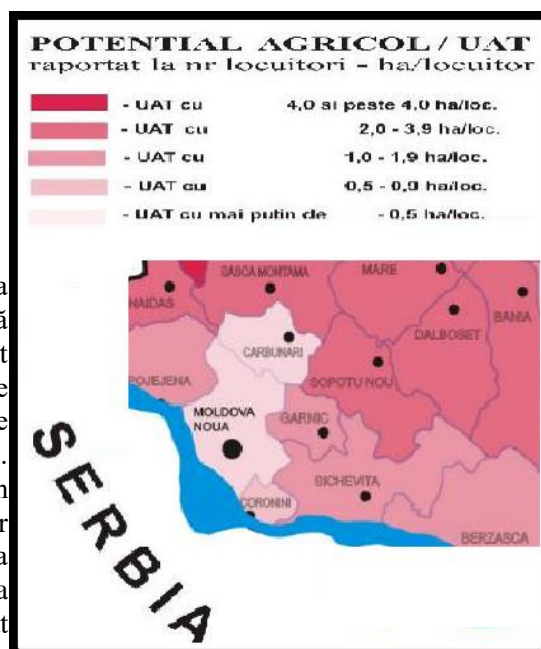 POTENTIAL AGRICOL / UAT
raportat la nr locuitori - ha/locuitor
- UAT cu 4,0 si peste 4,0 ha/loc.
- UAT cu 2,0 - 3,9 ha/loc.
- UAT cu 1,0 - 1,9 ha/loc.
- UAT cu 0,5 - 0,9 ha/loc.
- UAT cu mai putin de - 0,5 ha/loc.
SASCA MONTANA
MARE
NAIDAS
BANIA
DALBOSET
CARBUNARI
POJEJENA
SOPOTU NOU
MOLDOVA
NOUA
GARNIC
SICHEVITA
CORONINI
BERZASCA
SERBIA